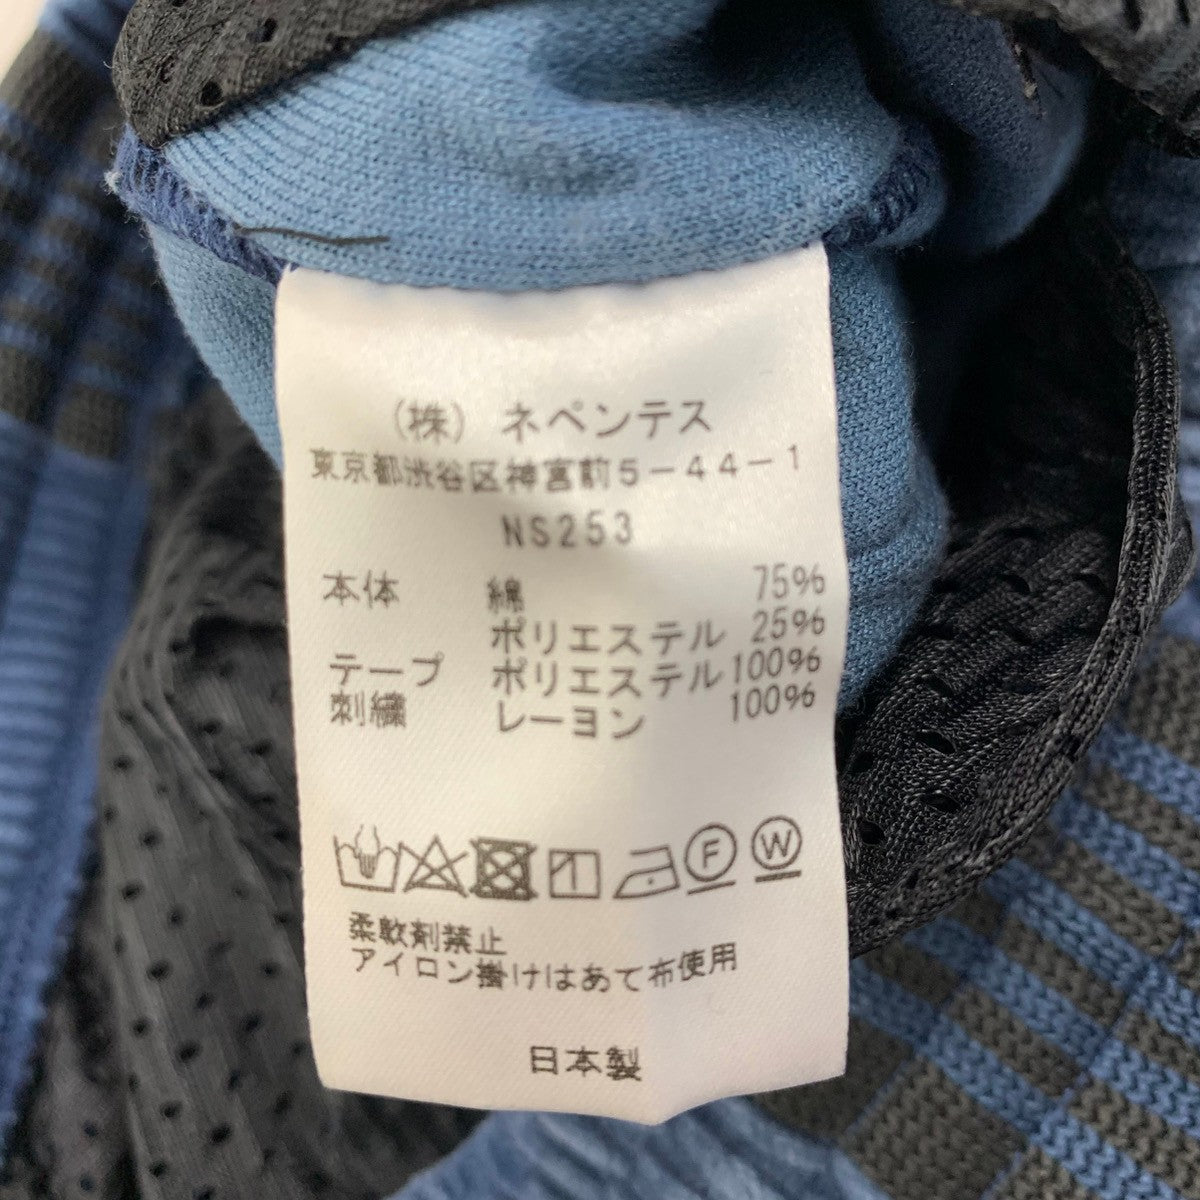 (株) ネペンテス
東京都渋谷区神宮前5-44-1
NS253
本体 綿 75%
ポリエステル 25%
テープ ポリエステル 100%
刺繍 レーヨン 100%
F W
柔軟剤禁止
アイロン掛けはあて布使用
日本製